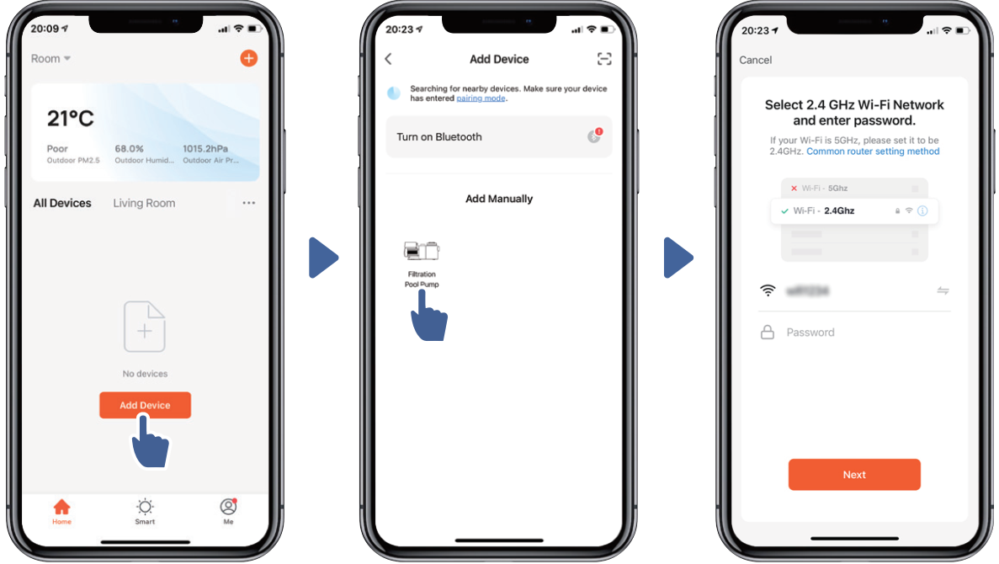 20:09
Room
21°C
Poor
68.0%
1015.2hPa
Outdoor PM2.5
Outdoor Humid...
Outdoor Air Pr...
All Devices
Living Room
No devices
Add Device
Home
Smart
Me
20:23
Add Device
Searching for nearby devices. Make sure your device
has entered pairing mode.
Turn on Bluetooth
Add Manually
Filtration
Pool Pump
20:23
Cancel
Select 2.4 GHz Wi-Fi Network
and enter password.
If your Wi-Fi is 5GHz, please set it to be
2.4GHz. Common router setting method
Wi-Fi - 5Ghz
Wi-Fi - 2.4Ghz
Password
Next